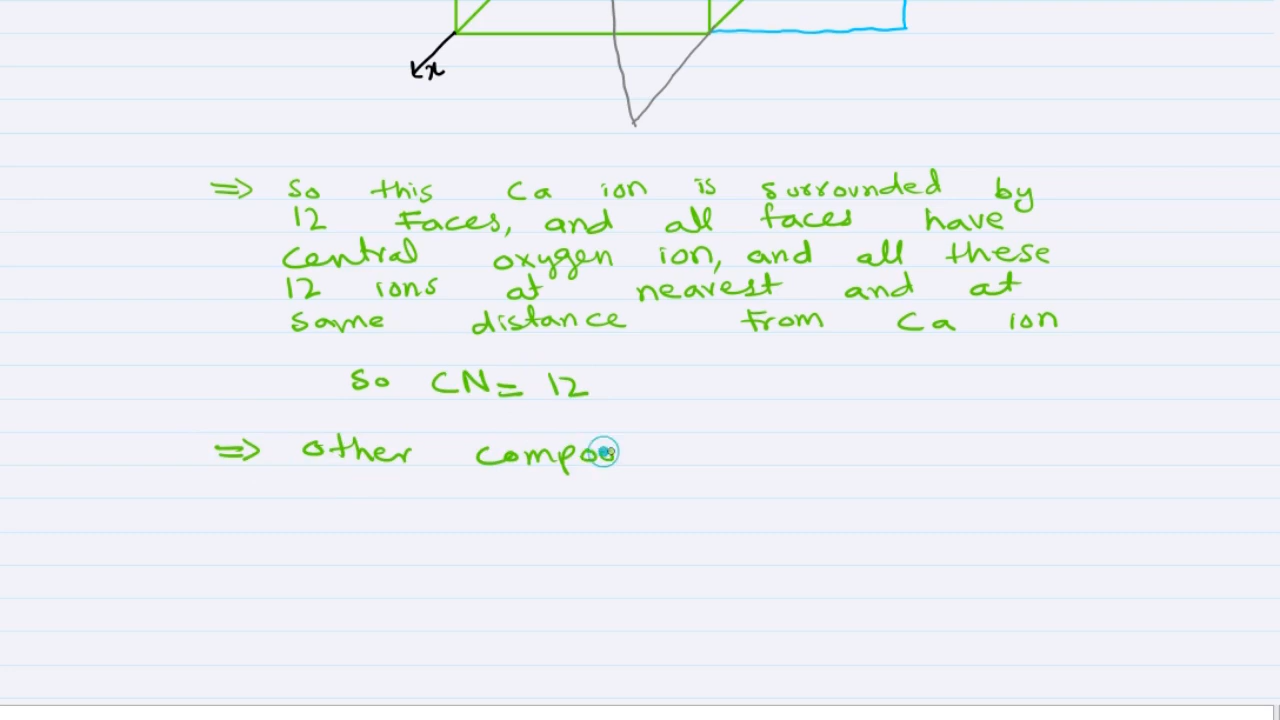 x
=> So this Ca ion is surrounded by
12 Faces, and all faces have
central oxygen ion, and all these
12 ions at nearest and at
same distance from Ca ion
So CN = 12
=> Other compou